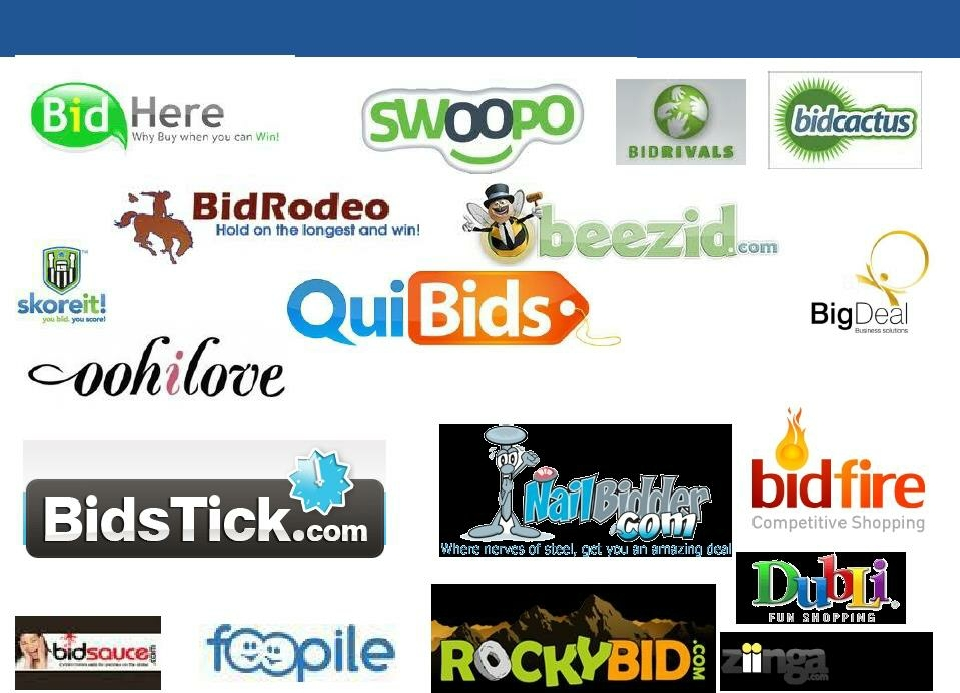 Bid Here
Why Buy when you can Win!
SWOOPO
BIDRIVALS
bidcactus
BidRodeo
Hold on the longest and win!
beezid.com
skoreit!
you bid. you score!
QuiBids
BigDeal
Business solutions
oohilove
BidsTick.com
NailBidder
.com
Where nerves of steel, get you an amazing deal
bidfire
Competitive Shopping
DubLi
FUN SHOPPING
bidsauce.com
foopile
ROCKYBID.COM
ziinga
.com